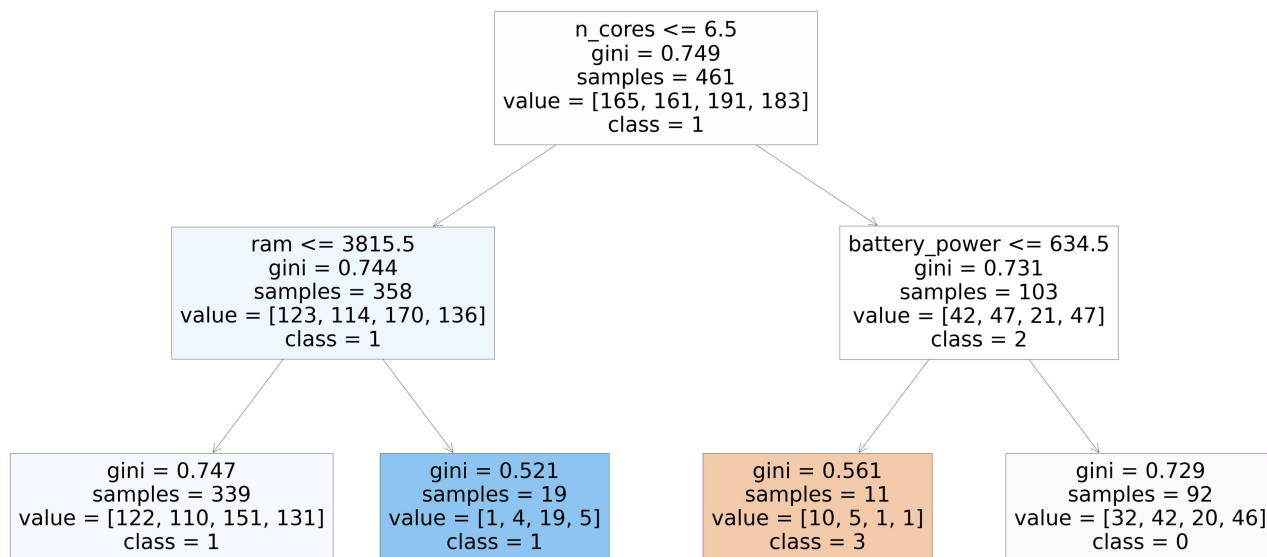 n_cores <= 6.5
gini = 0.749
samples = 461
value = [165, 161, 191, 183]
class = 1
ram <= 3815.5
gini = 0.744
samples = 358
value = [123, 114, 170, 136]
class = 1
battery_power <= 634.5
gini = 0.731
samples = 103
value = [42, 47, 21, 47]
class = 2
gini = 0.747
samples = 339
value = [122, 110, 151, 131]
class = 1
gini = 0.521
samples = 19
value = [1, 4, 19, 5]
class = 1
gini = 0.561
samples = 11
value = [10, 5, 1, 1]
class = 3
gini = 0.729
samples = 92
value = [32, 42, 20, 46]
class = 0